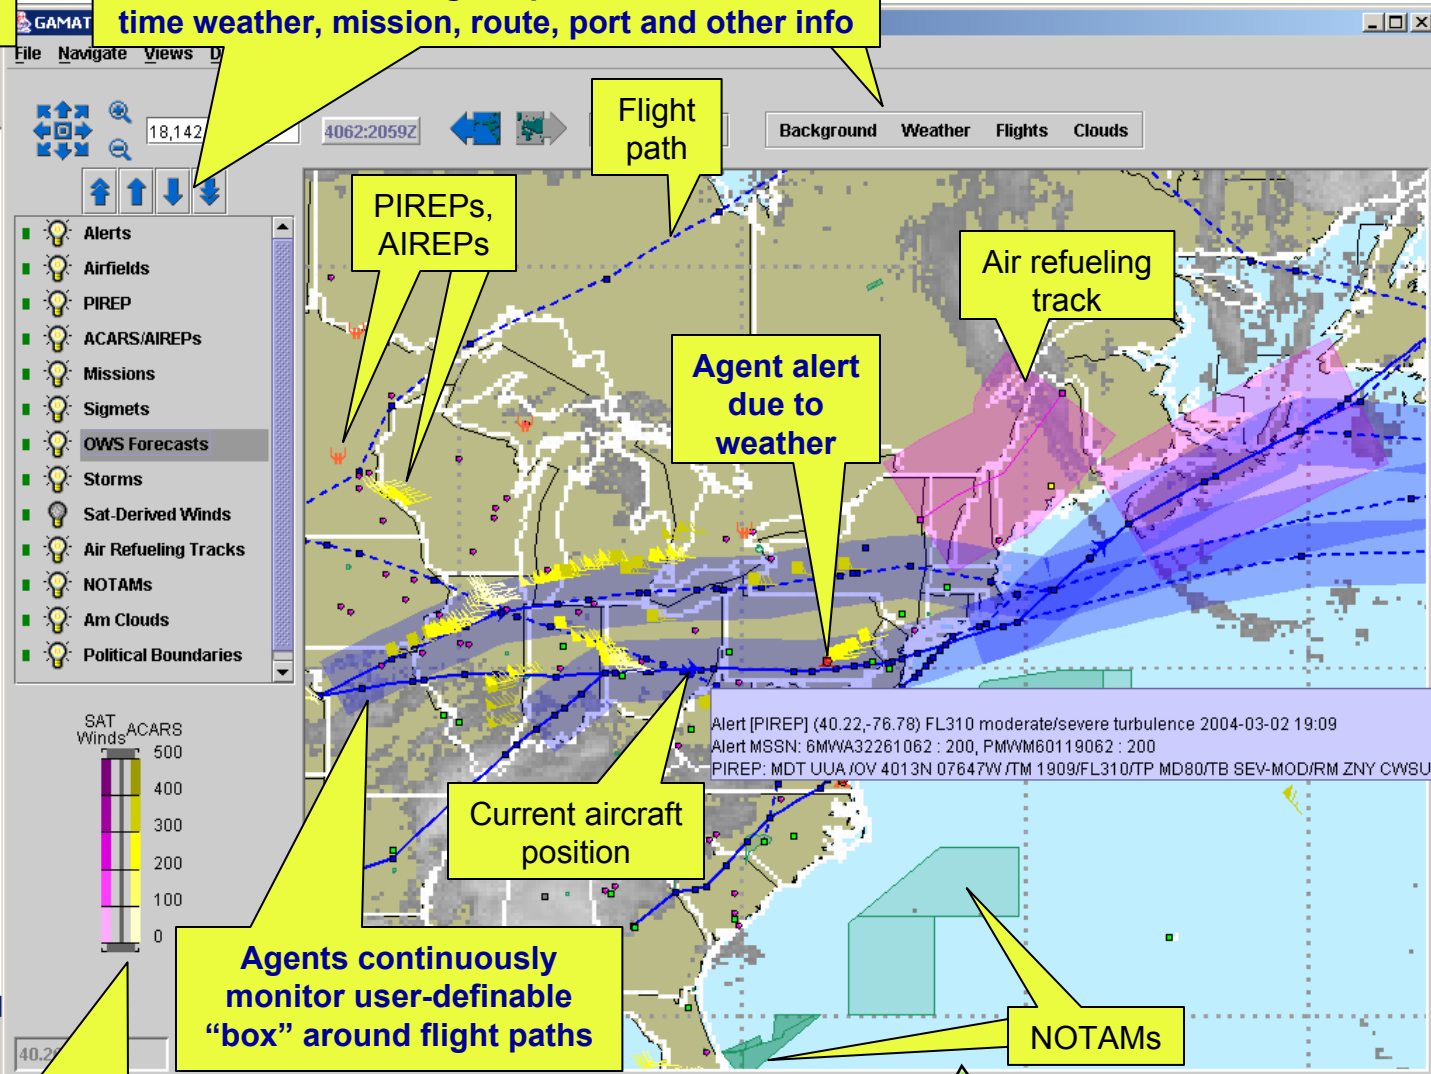 time weather, mission, route, port and other info
GAMAT
File Navigate Views D
18,142
4062:2059Z
Background Weather Flights Clouds
Flight
path
PIREPs,
AIREPs
Air refueling
track
Agent alert
due to
weather
Alerts
Airfields
PIREP
ACARS/AIREPs
Missions
Sigmets
OWS Forecasts
Storms
Sat-Derived Winds
Air Refueling Tracks
NOTAMs
Am Clouds
Political Boundaries
Alert [PIREP] (40.22,-76.78) FL310 moderate/severe turbulence 2004-03-02 19:09
Alert MSSN: 6MWA32261062 : 200, PMWM60119062 : 200
PIREP: MDT UUA /OV 4013N 07647W /TM 1909/FL310/TP MD80/TB SEV-MOD/RM ZNY CWSU
SAT
Winds
ACARS
500
400
300
200
100
0
Current aircraft
position
Agents continuously
monitor user-definable
“box” around flight paths
NOTAMs